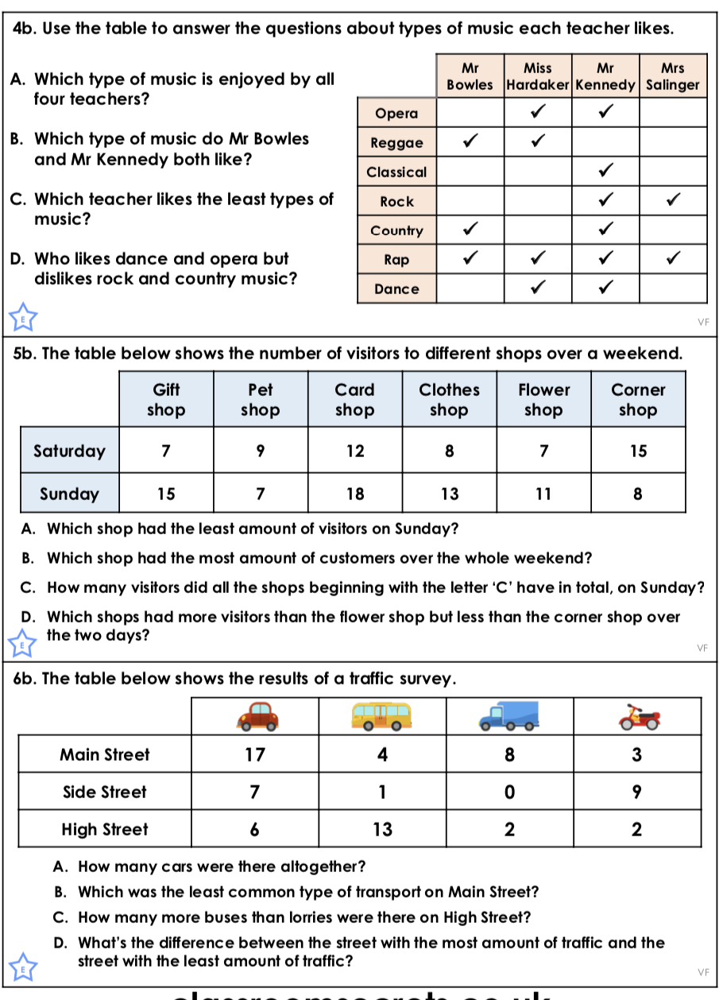 4b. Use the table to answer the questions about types of music each teacher likes.
A. Which type of music is enjoyed by all
four teachers?
B. Which type of music do Mr Bowles
and Mr Kennedy both like?
C. Which teacher likes the least types of
music?
D. Who likes dance and opera but
dislikes rock and country music?
Mr Bowles Miss Hardaker Mr Kennedy Mrs Salinger
Opera ✓ ✓
Reggae ✓ ✓
Classical ✓
Rock ✓ ✓
Country ✓ ✓
Rap ✓ ✓ ✓ ✓
Dance ✓ ✓
E
VF
5b. The table below shows the number of visitors to different shops over a weekend.
Gift shop Pet shop Card shop Clothes shop Flower shop Corner shop
Saturday 7 9 12 8 7 15
Sunday 15 7 18 13 11 8
A. Which shop had the least amount of visitors on Sunday?
B. Which shop had the most amount of customers over the whole weekend?
C. How many visitors did all the shops beginning with the letter ‘C’ have in total, on Sunday?
D. Which shops had more visitors than the flower shop but less than the corner shop over
the two days?
E
VF
6b. The table below shows the results of a traffic survey.
Main Street 17 4 8 3
Side Street 7 1 0 9
High Street 6 13 2 2
A. How many cars were there altogether?
B. Which was the least common type of transport on Main Street?
C. How many more buses than lorries were there on High Street?
D. What's the difference between the street with the most amount of traffic and the
street with the least amount of traffic?
E
VF
classroomsecrets.co.uk